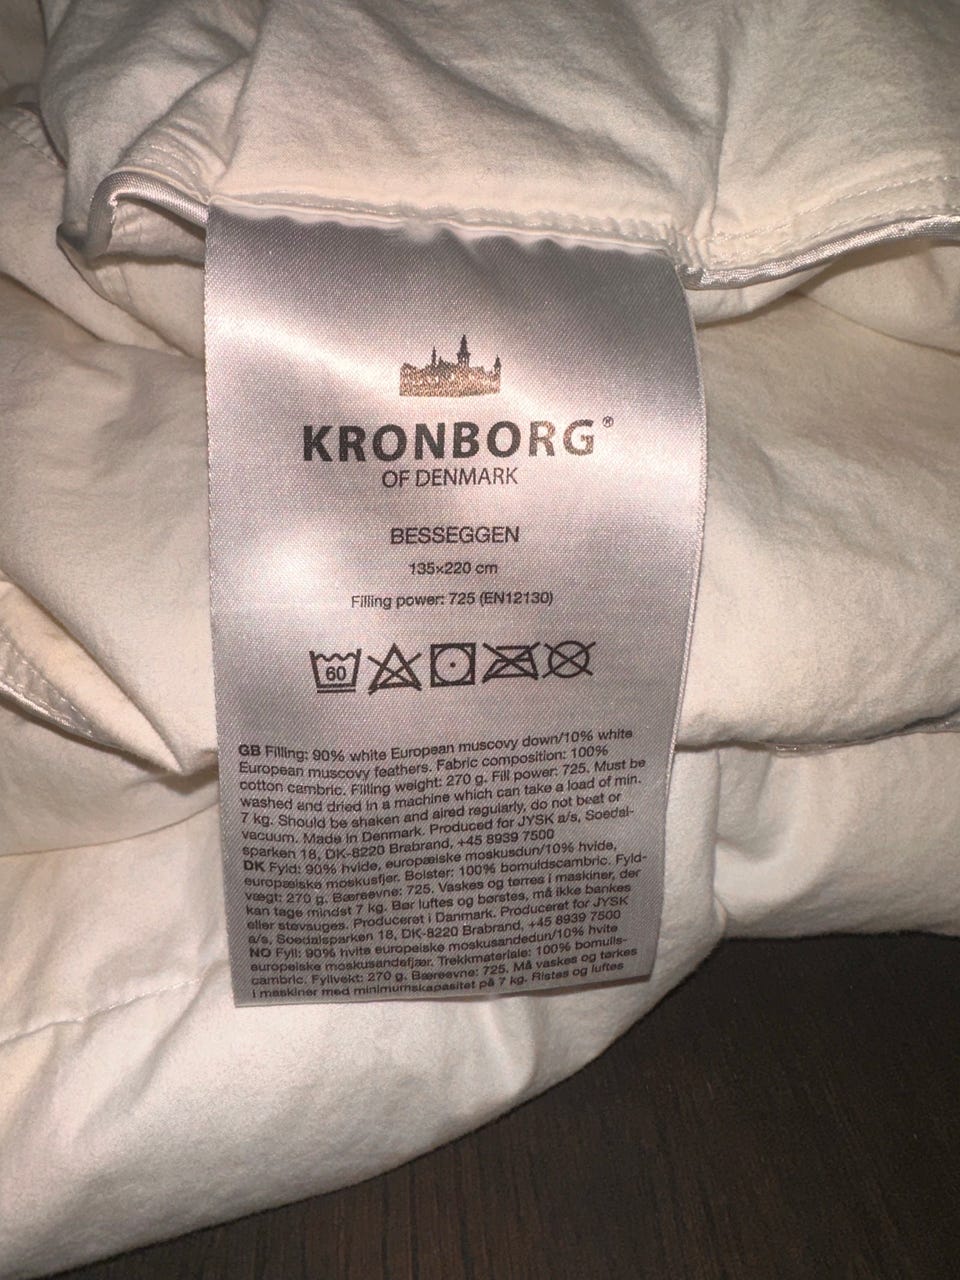 KRONBORG®
OF DENMARK
BESSEGGEN
135×220 cm
Filling power: 725 (EN12130)
60
GB Filling: 90% white European muscovy down/10% white
European muscovy feathers. Fabric composition: 100%
cotton cambric. Filling weight: 270 g. Fill power: 725. Must be
washed and dried in a machine which can take a load of min.
7 kg. Should be shaken and aired regularly, do not beat or
vacuum. Made in Denmark. Produced for JYSK a/s, Soedal-
sparken 18, DK-8220 Brabrand, +45 8939 7500
DK Fyld: 90% hvide, europæiske moskusdun/10% hvide,
europæiske moskusfjer. Bolster: 100% bomuldscambric. Fyld-
vægt: 270 g. Bæreevne: 725. Vaskes og tørres i maskiner, der
kan tage mindst 7 kg. Bør luftes og børstes, må ikke bankes
eller støvsuges. Produceret i Danmark. Produceret for JYSK
a/s, Soedalsparken 18, DK-8220 Brabrand, +45 8939 7500
NO Fyll: 90% hvite europeiske moskusandedun/10% hvite
europeiske moskusandefjær. Trekkmateriale: 100% bomulls-
cambric. Fyllvekt: 270 g. Bæreevne: 725. Må vaskes og tørkes
i maskiner med minimumskapasitet på 7 kg. Ristes og luftes